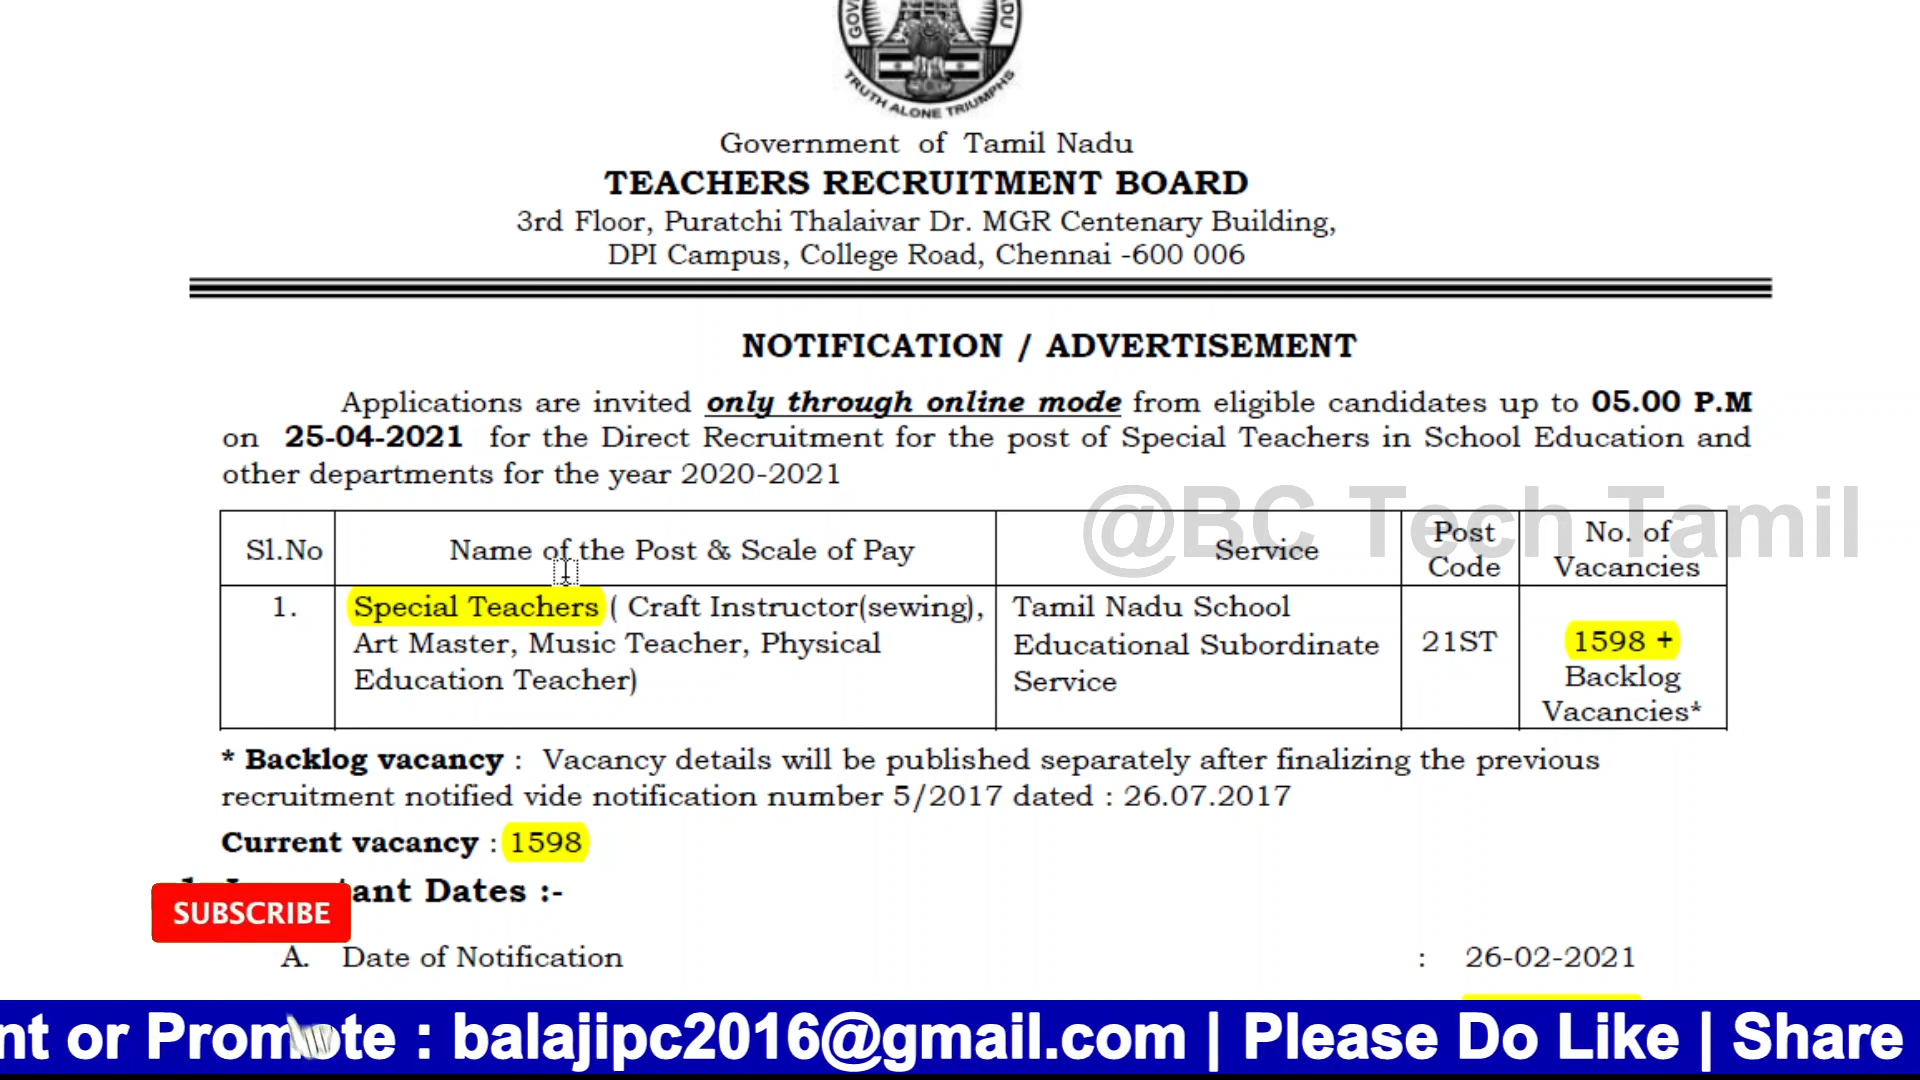 TRUTH ALONE TRIUMPHS
Government of Tamil Nadu
TEACHERS RECRUITMENT BOARD
3rd Floor, Puratchi Thalaivar Dr. MGR Centenary Building,
DPI Campus, College Road, Chennai -600 006
NOTIFICATION / ADVERTISEMENT
Applications are invited only through online mode from eligible candidates up to 05.00 P.M
on 25-04-2021 for the Direct Recruitment for the post of Special Teachers in School Education and
other departments for the year 2020-2021
@BC Tech Tamil
Sl.No Name of the Post & Scale of Pay Service Post Code No. of Vacancies
1. Special Teachers ( Craft Instructor(sewing), Art Master, Music Teacher, Physical Education Teacher) Tamil Nadu School Educational Subordinate Service 21ST 1598 + Backlog Vacancies*
* Backlog vacancy : Vacancy details will be published separately after finalizing the previous
recruitment notified vide notification number 5/2017 dated : 26.07.2017
Current vacancy : 1598
Dates :-
SUBSCRIBE
A. Date of Notification : 26-02-2021
nt or Promote : balajipc2016@gmail.com | Please Do Like | Share